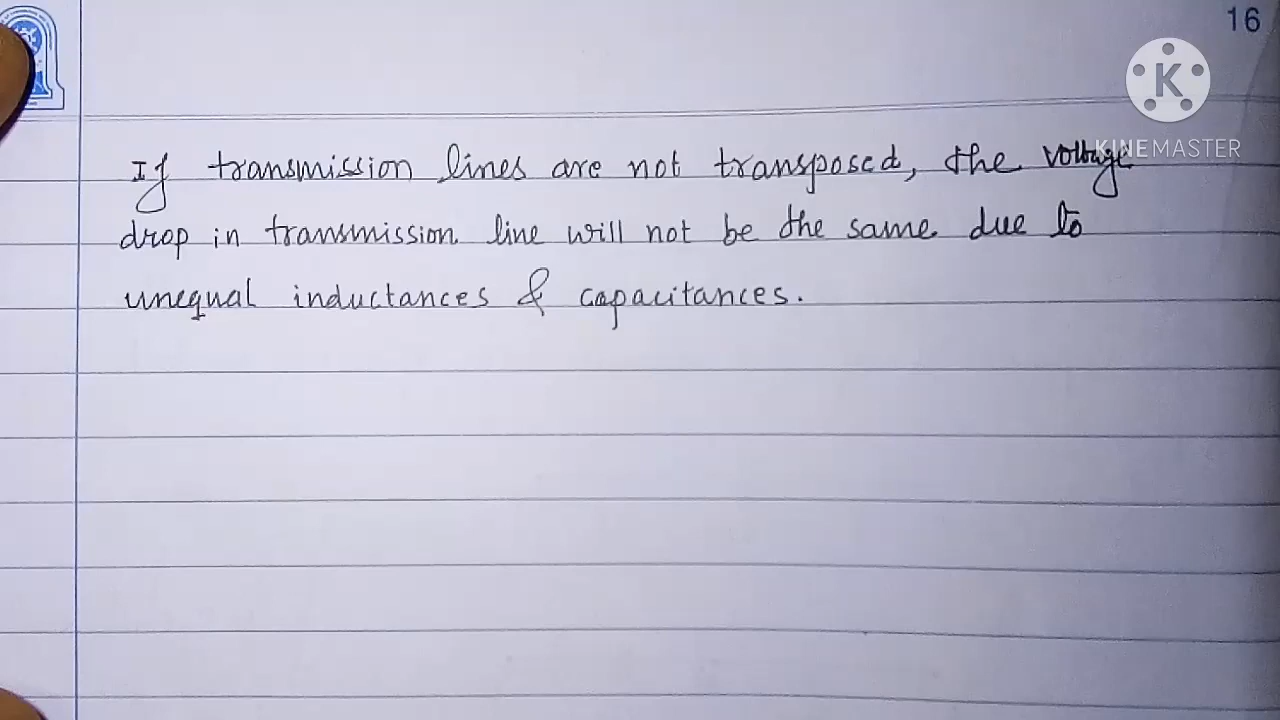 16
K
KINEMASTER
If transmission lines are not transposed, the voltage
drop in transmission line will not be the same due to
unequal inductances & capacitances.